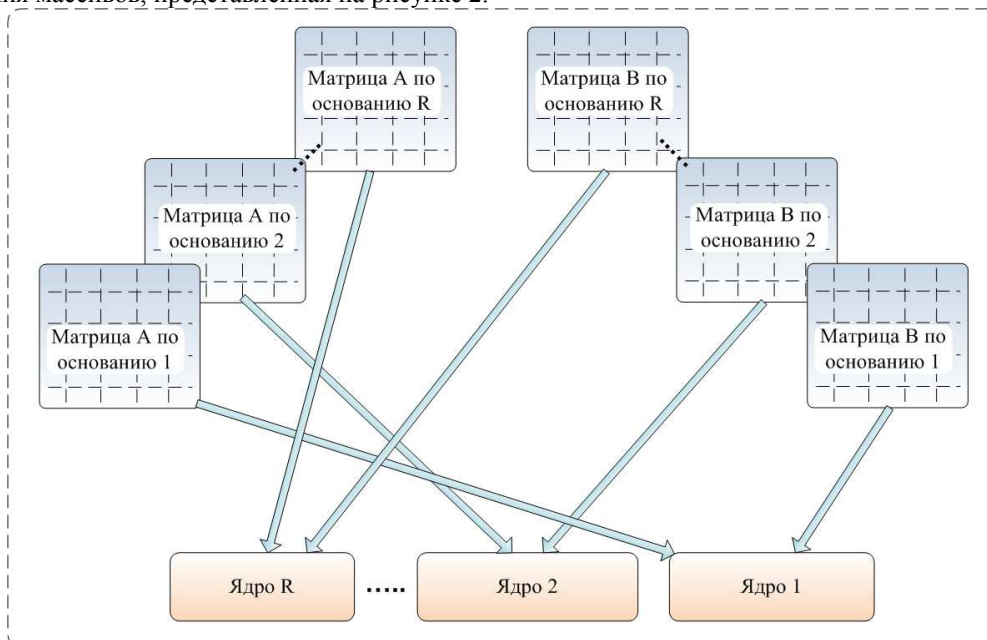 массивов, представленная на рисунке 2.
Матрица А по
основанию R
Матрица В по
основанию R
Матрица А по
основанию 2
Матрица В по
основанию 2
Матрица А по
основанию 1
Матрица В по
основанию 1
Ядро R
.....
Ядро 2
Ядро 1